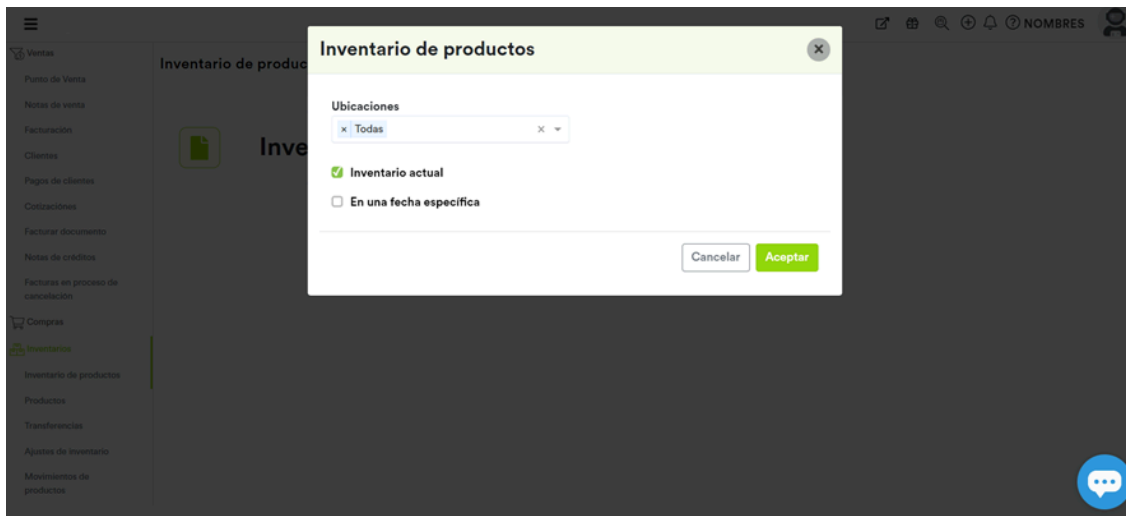 NOMBRES
Ventas
Punto de Venta
Notas de venta
Facturación
Clientes
Pagos de clientes
Cotizaciónes
Facturar documento
Notas de créditos
Facturas en proceso de
cancelación
Compras
Inventarios
Inventario de productos
Productos
Transferencias
Ajustes de inventario
Movimientos de
productos
Inventario de produc
Inve
Inventario de productos
Ubicaciones
× Todas
Inventario actual
En una fecha específica
Cancelar
Aceptar